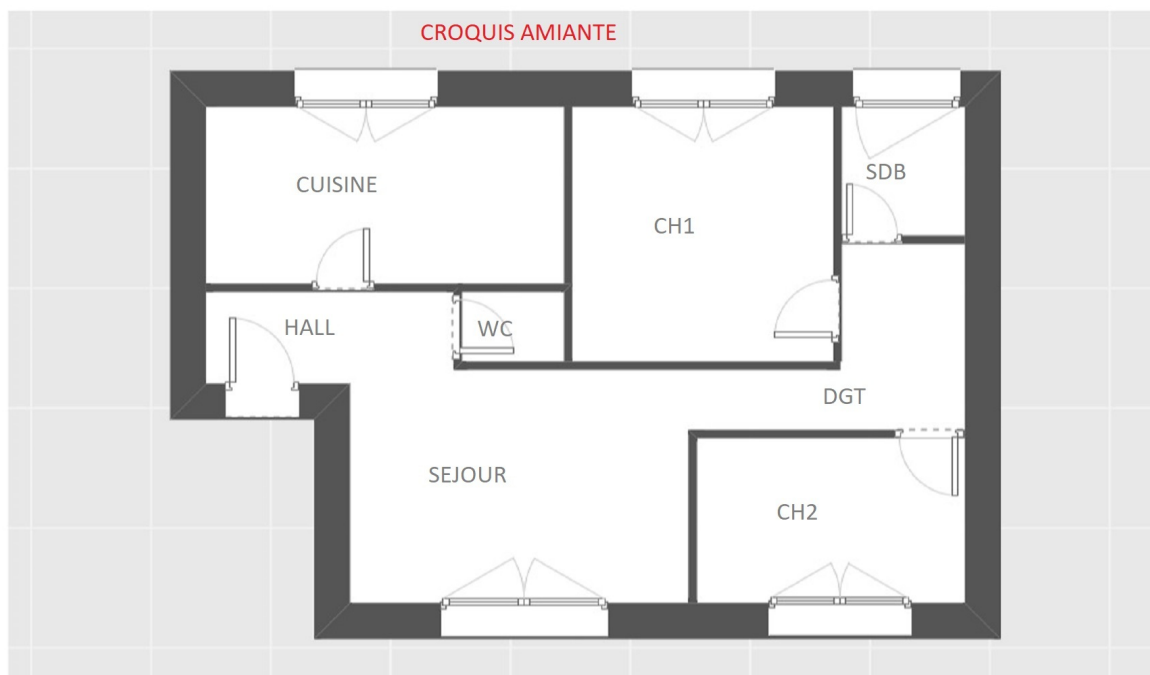 CROQUIS AMIANTE
SDB
CUISINE
CH1
HALL
WC
DGT
SEJOUR
CH2